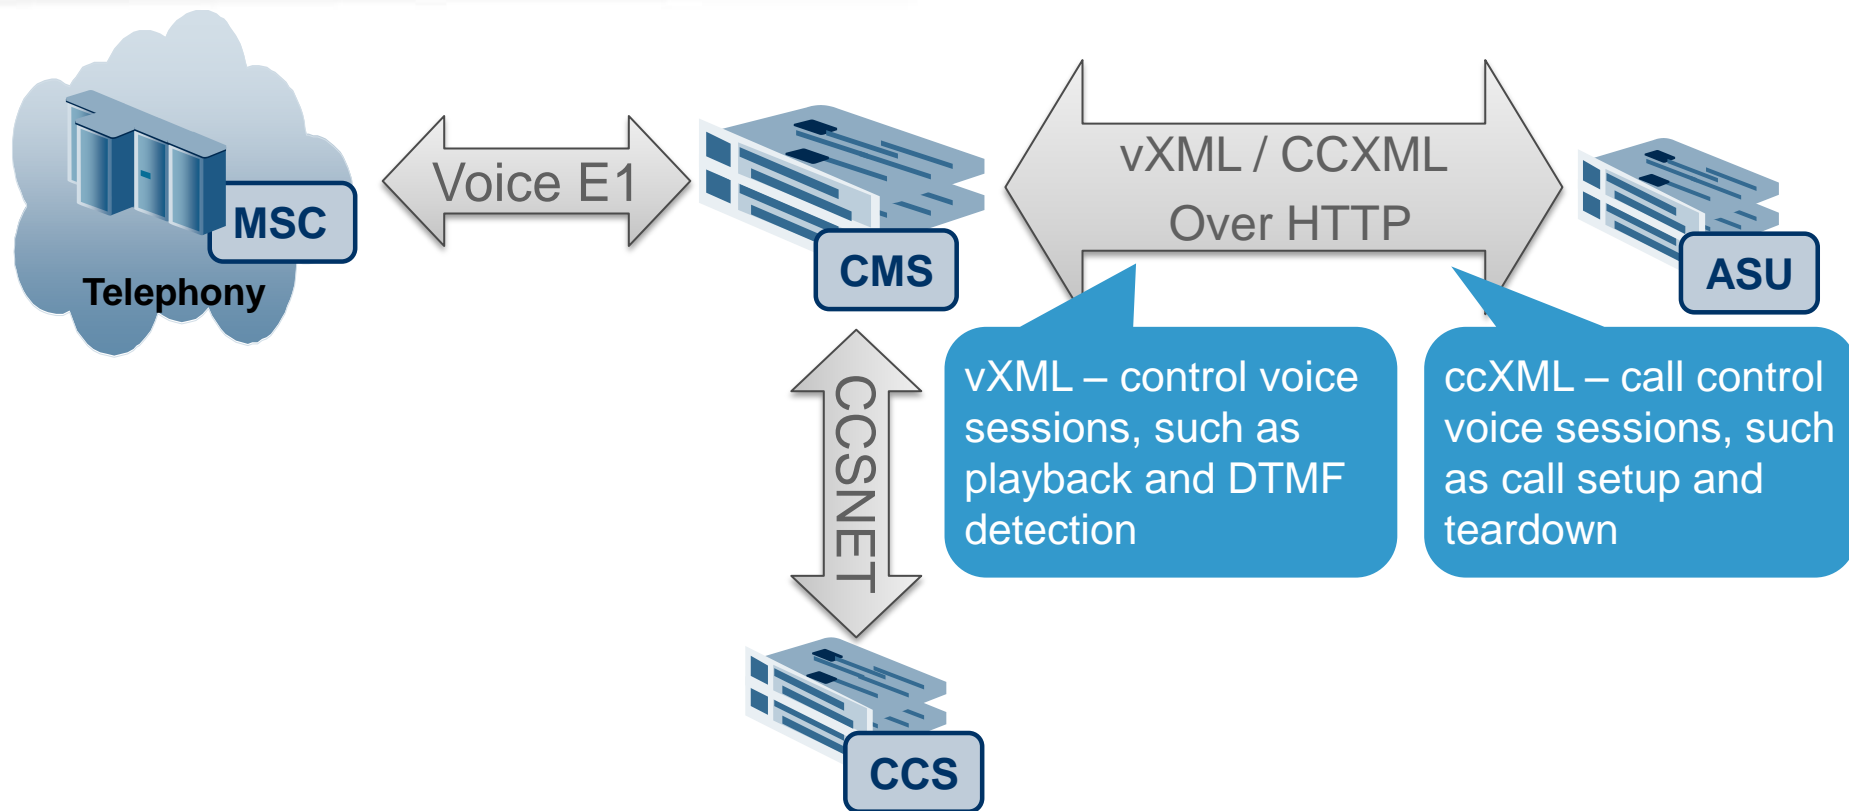 MSC
Telephony
Voice E1
CMS
vXML / CCXML
Over HTTP
ASU
CCSNET
vXML – control voice
sessions, such as
playback and DTMF
detection
ccXML – call control
voice sessions, such
as call setup and
teardown
CCS